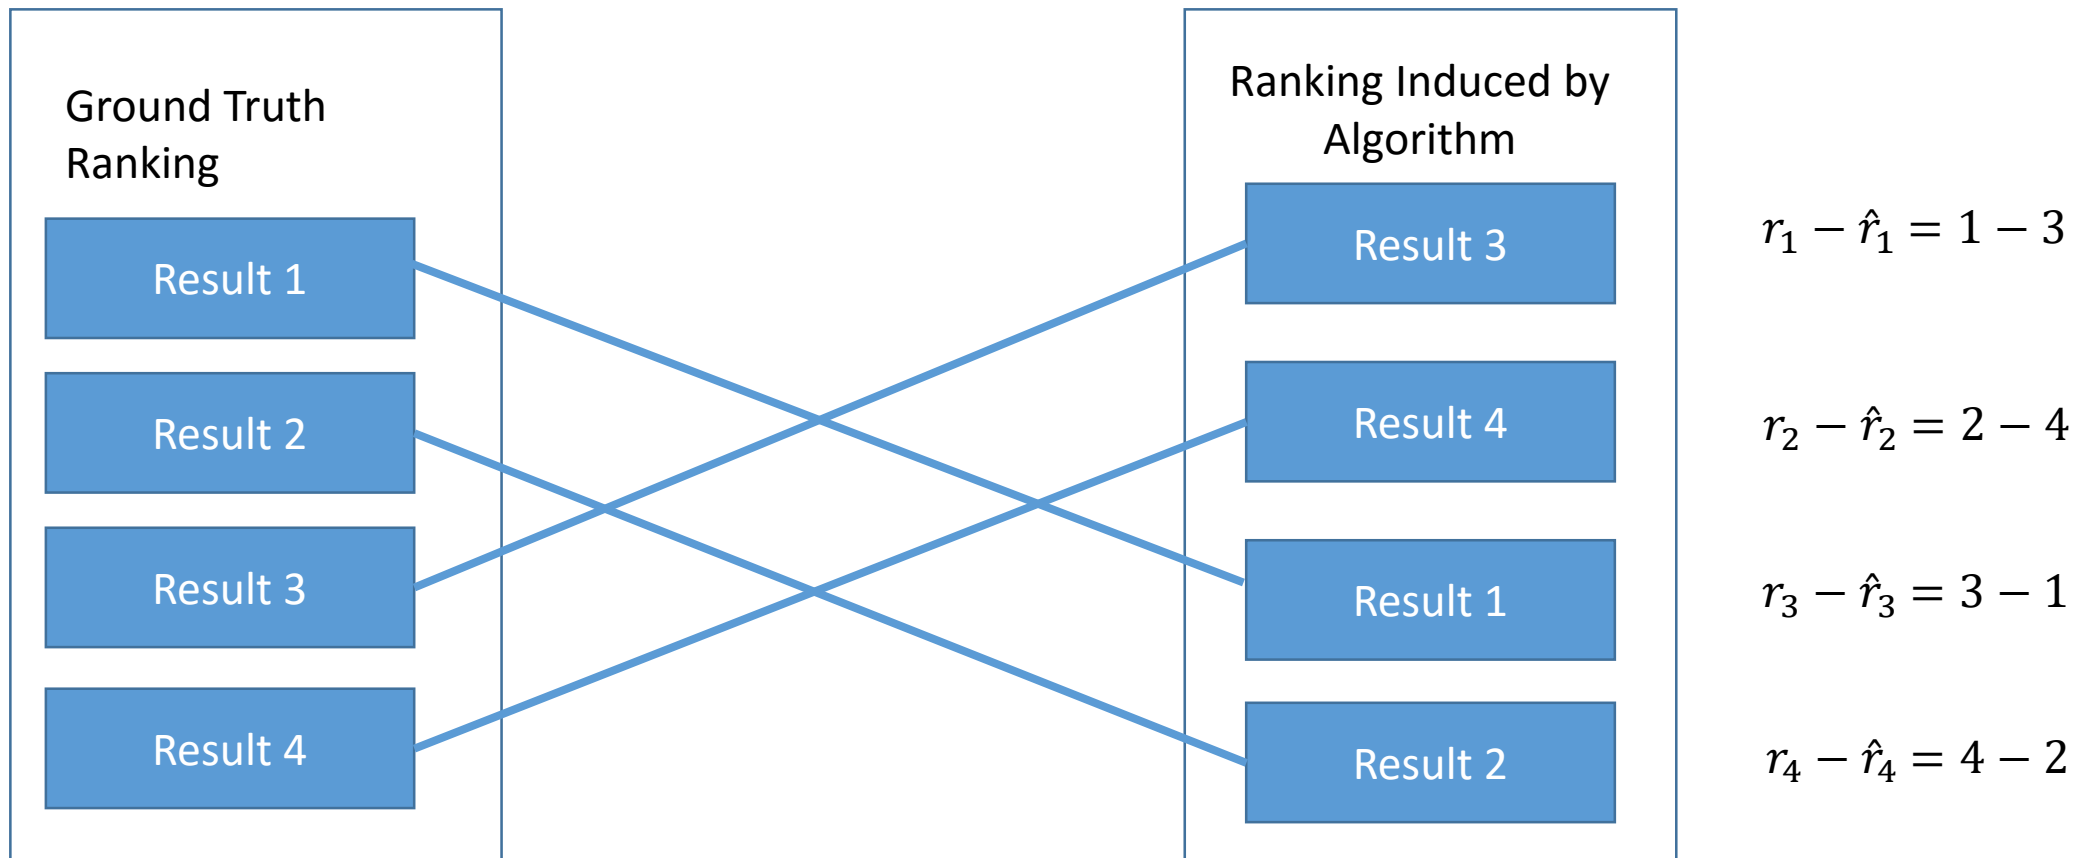 Ground Truth
Ranking
Result 1
Result 2
Result 3
Result 4
Ranking Induced by
Algorithm
Result 3
Result 4
Result 1
Result 2
r₁ − r̂₁ = 1 − 3
r₂ − r̂₂ = 2 − 4
r₃ − r̂₃ = 3 − 1
r₄ − r̂₄ = 4 − 2